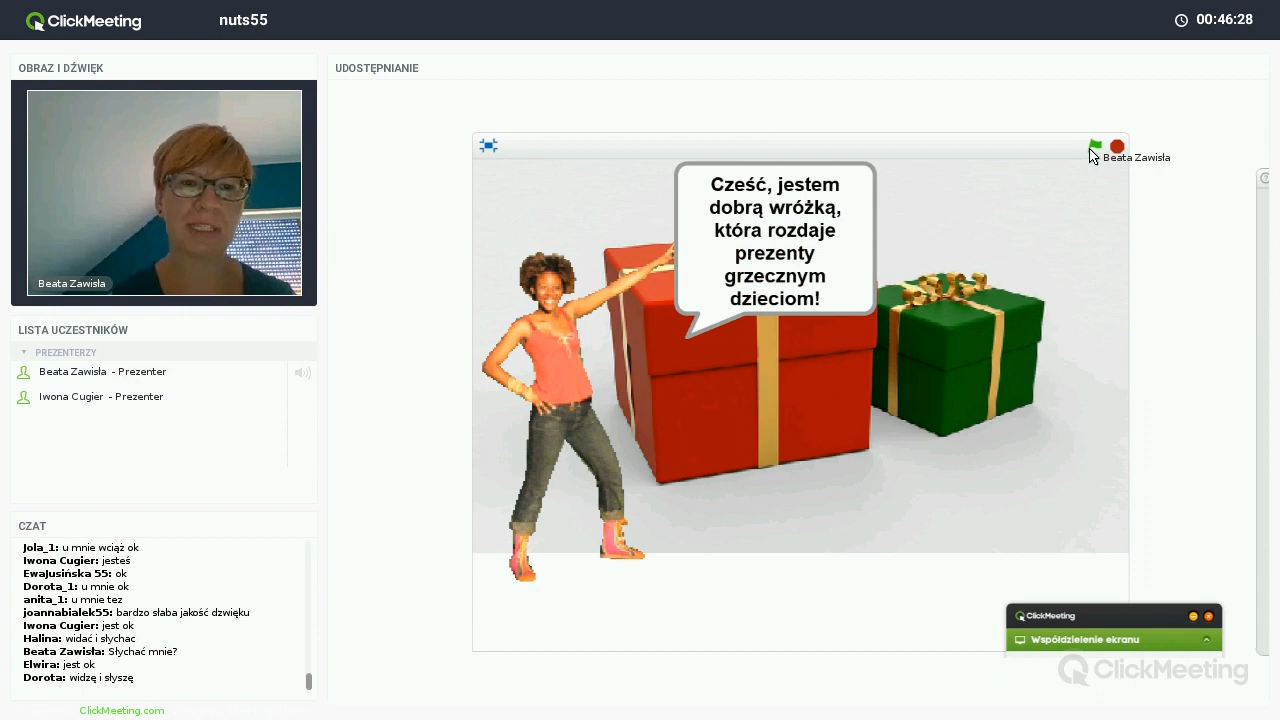 ClickMeeting
nuts55
00:46:28
OBRAZ I DŹWIĘK
Beata Zawisła
LISTA UCZESTNIKÓW
PREZENTERZY
Beata Zawisła - Prezenter
Iwona Cugier - Prezenter
CZAT
Jola_1: u mnie wciąż ok
Iwona Cugier: jesteś
EwaJusińska 55: ok
Dorota_1: u mnie ok
anita_1: u mnie tez
joannabialek55: bardzo słaba jakość dzwięku
Iwona Cugier: jest ok
Halina: widać i słychac
Beata Zawisła: Słychać mnie?
Elwira: jest ok
Dorota: widzę i słyszę
ClickMeeting.com
UDOSTĘPNIANIE
Beata Zawisła
Cześć, jestem
dobrą wróżką,
która rozdaje
prezenty
grzecznym
dzieciom!
ClickMeeting
Współdzielenie ekranu
ClickMeeting